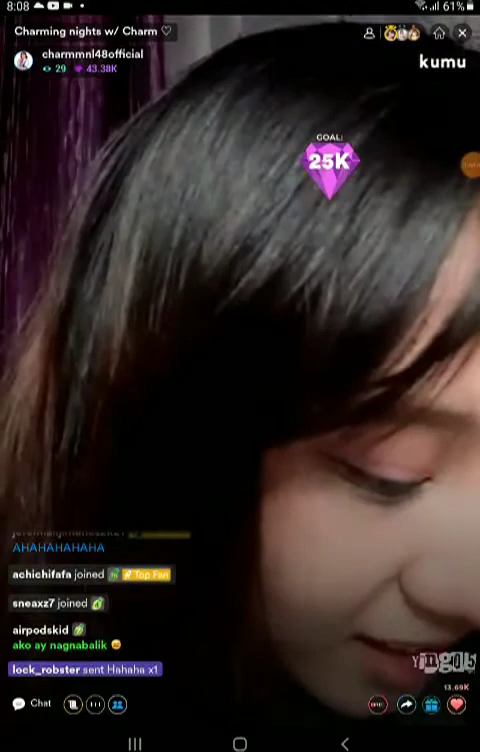 8:08
61%
Charming nights w/ Charm ♡
charmmnl48official
29 43.38K
kumu
GOAL:
25K
AHAHAHAHAHA
achichifafa joined Top Fan
sneaxz7 joined
airpodskid
ako ay nagnabalik 😄
lock_robster sent Hahaha x1
13.69K
Chat